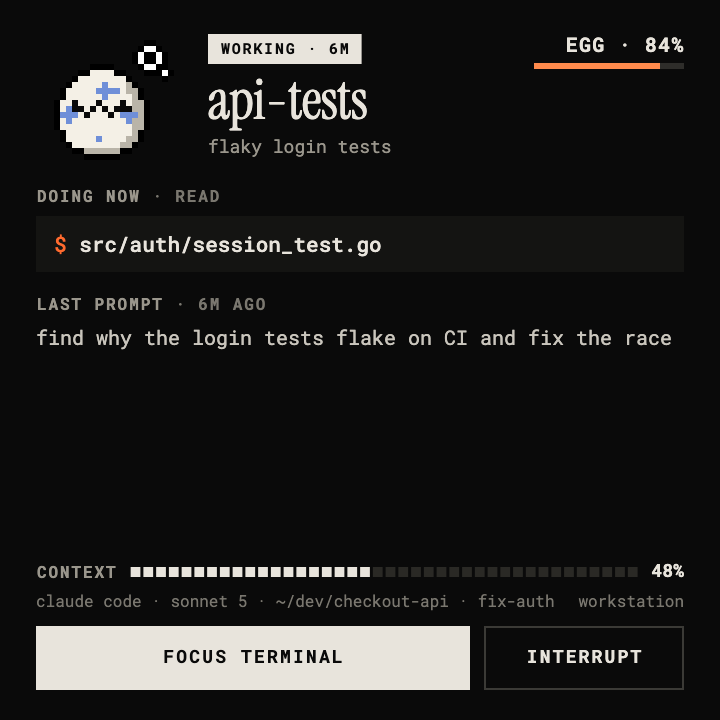 WORKING · 6M
EGG · 84%
api-tests
flaky login tests
DOING NOW · READ
$ src/auth/session_test.go
LAST PROMPT · 6M AGO
find why the login tests flake on CI and fix the race
CONTEXT 48%
claude code · sonnet 5 · ~/dev/checkout-api · fix-auth workstation
FOCUS TERMINAL
INTERRUPT